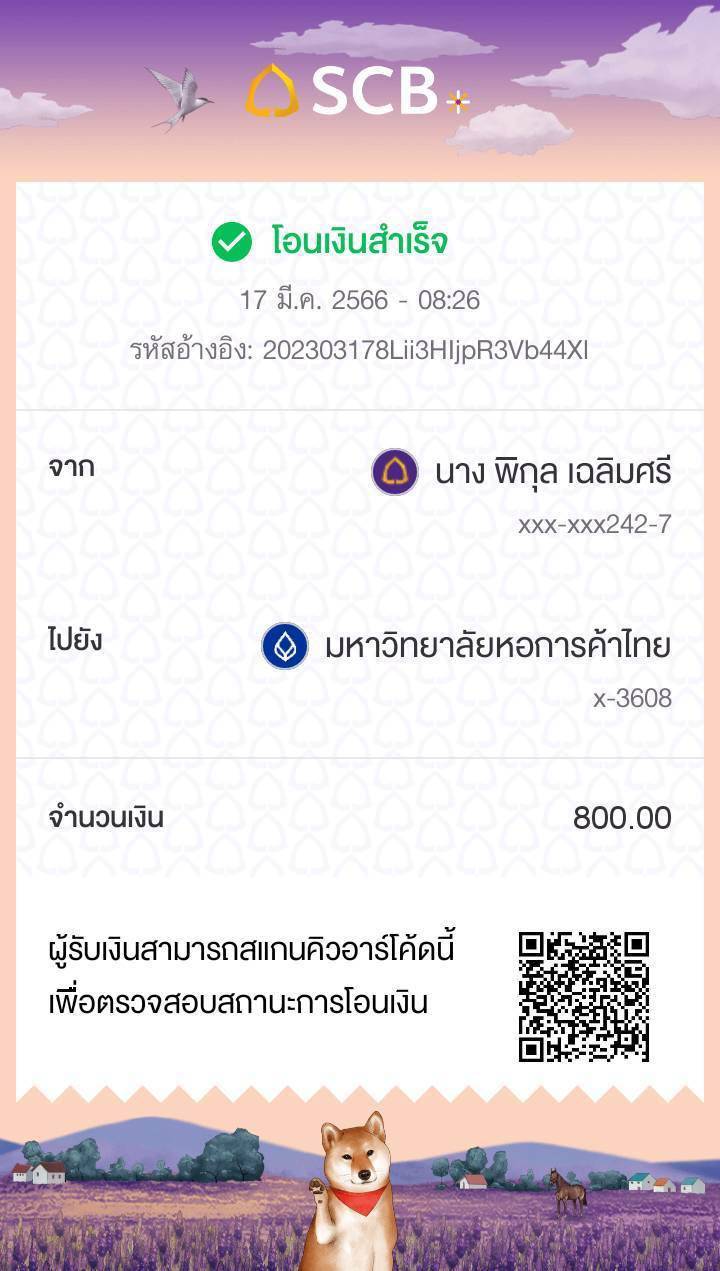 SCB
โอนเงินสำเร็จ
17 มี.ค. 2566 - 08:26
รหัสอ้างอิง: 202303178Lii3HIjpR3Vb44Xl
จาก
นาง พิกุล เฉลิมศรี
xxx-xxx242-7
ไปยัง
มหาวิทยาลัยหอการค้าไทย
x-3608
จำนวนเงิน
800.00
ผู้รับเงินสามารถสแกนคิวอาร์โค้ดนี้
เพื่อตรวจสอบสถานะการโอนเงิน